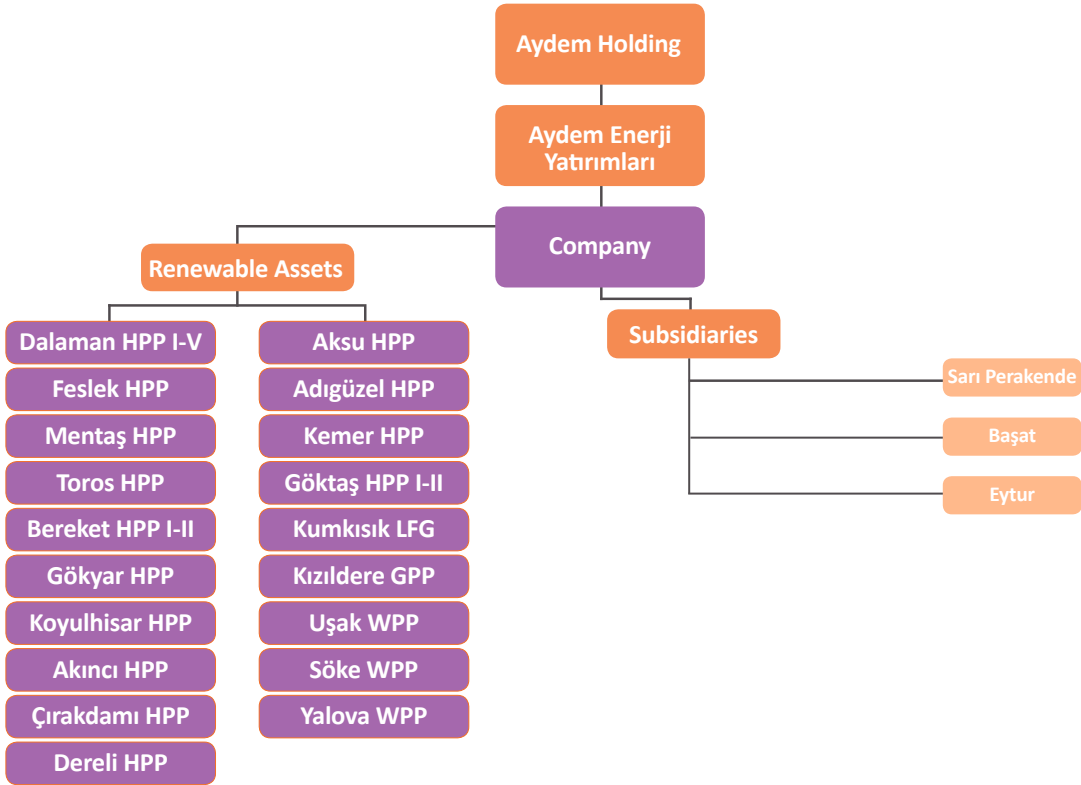 Aydem Holding
Aydem Enerji
Yatırımları
Company
Renewable Assets
Dalaman HPP I-V
Feslek HPP
Mentaş HPP
Toros HPP
Bereket HPP I-II
Gökyar HPP
Koyulhisar HPP
Akıncı HPP
Çırakdamı HPP
Dereli HPP
Aksu HPP
Adıgüzel HPP
Kemer HPP
Göktaş HPP I-II
Kumkısık LFG
Kızıldere GPP
Uşak WPP
Söke WPP
Yalova WPP
Subsidiaries
Sarı Perakende
Başat
Eytur